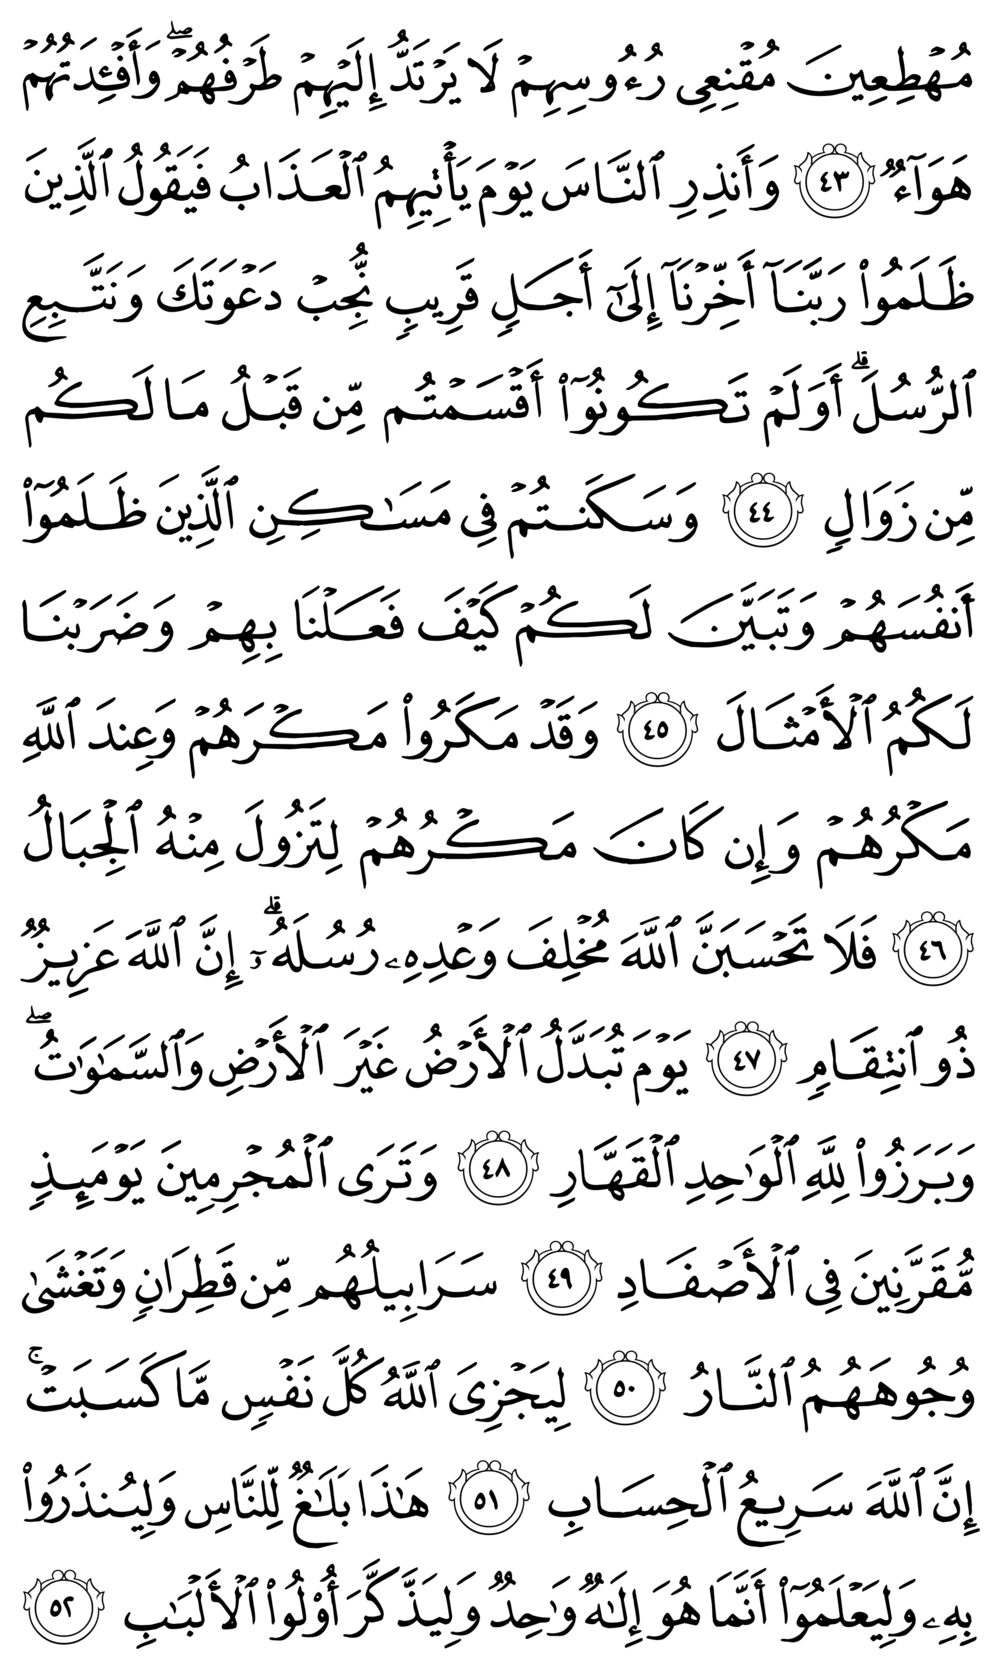 مُهْطِعِينَ مُقْنِعِى رُءُوسِهِمْ لَا يَرْتَدُّ إِلَيْهِمْ طَرْفُهُمْ ۖ وَأَفْـِٔدَتُهُمْ
هَوَآءٌ ٤٣ وَأَنذِرِ ٱلنَّاسَ يَوْمَ يَأْتِيهِمُ ٱلْعَذَابُ فَيَقُولُ ٱلَّذِينَ
ظَلَمُوا۟ رَبَّنَآ أَخِّرْنَآ إِلَىٰٓ أَجَلٍ قَرِيبٍ نُّجِبْ دَعْوَتَكَ وَنَتَّبِعِ
ٱلرُّسُلَ ۗ أَوَلَمْ تَكُونُوٓا۟ أَقْسَمْتُم مِّن قَبْلُ مَا لَكُم
مِّن زَوَالٍ ٤٤ وَسَكَنتُمْ فِى مَسَـٰكِنِ ٱلَّذِينَ ظَلَمُوٓا۟
أَنفُسَهُمْ وَتَبَيَّنَ لَكُمْ كَيْفَ فَعَلْنَا بِهِمْ وَضَرَبْنَا
لَكُمُ ٱلْأَمْثَالَ ٤٥ وَقَدْ مَكَرُوا۟ مَكْرَهُمْ وَعِندَ ٱللَّهِ
مَكْرُهُمْ وَإِن كَانَ مَكْرُهُمْ لِتَزُولَ مِنْهُ ٱلْجِبَالُ
٤٦ فَلَا تَحْسَبَنَّ ٱللَّهَ مُخْلِفَ وَعْدِهِۦ رُسُلَهُۥٓ ۗ إِنَّ ٱللَّهَ عَزِيزٌ
ذُو ٱنتِقَامٍ ٤٧ يَوْمَ تُبَدَّلُ ٱلْأَرْضُ غَيْرَ ٱلْأَرْضِ وَٱلسَّمَـٰوَٰتُ ۖ
وَبَرَزُوا۟ لِلَّهِ ٱلْوَٰحِدِ ٱلْقَهَّارِ ٤٨ وَتَرَى ٱلْمُجْرِمِينَ يَوْمَئِذٍ
مُّقَرَّنِينَ فِى ٱلْأَصْفَادِ ٤٩ سَرَابِيلُهُم مِّن قَطِرَانٍ وَتَغْشَىٰ
وُجُوهَهُمُ ٱلنَّارُ ٥٠ لِيَجْزِىَ ٱللَّهُ كُلَّ نَفْسٍ مَّا كَسَبَتْ ۚ
إِنَّ ٱللَّهَ سَرِيعُ ٱلْحِسَابِ ٥١ هَـٰذَا بَلَـٰغٌ لِّلنَّاسِ وَلِيُنذَرُوا۟
بِهِۦ وَلِيَعْلَمُوٓا۟ أَنَّمَا هُوَ إِلَـٰهٌ وَٰحِدٌ وَلِيَذَّكَّرَ أُو۟لُوا۟ ٱلْأَلْبَـٰبِ ٥٢